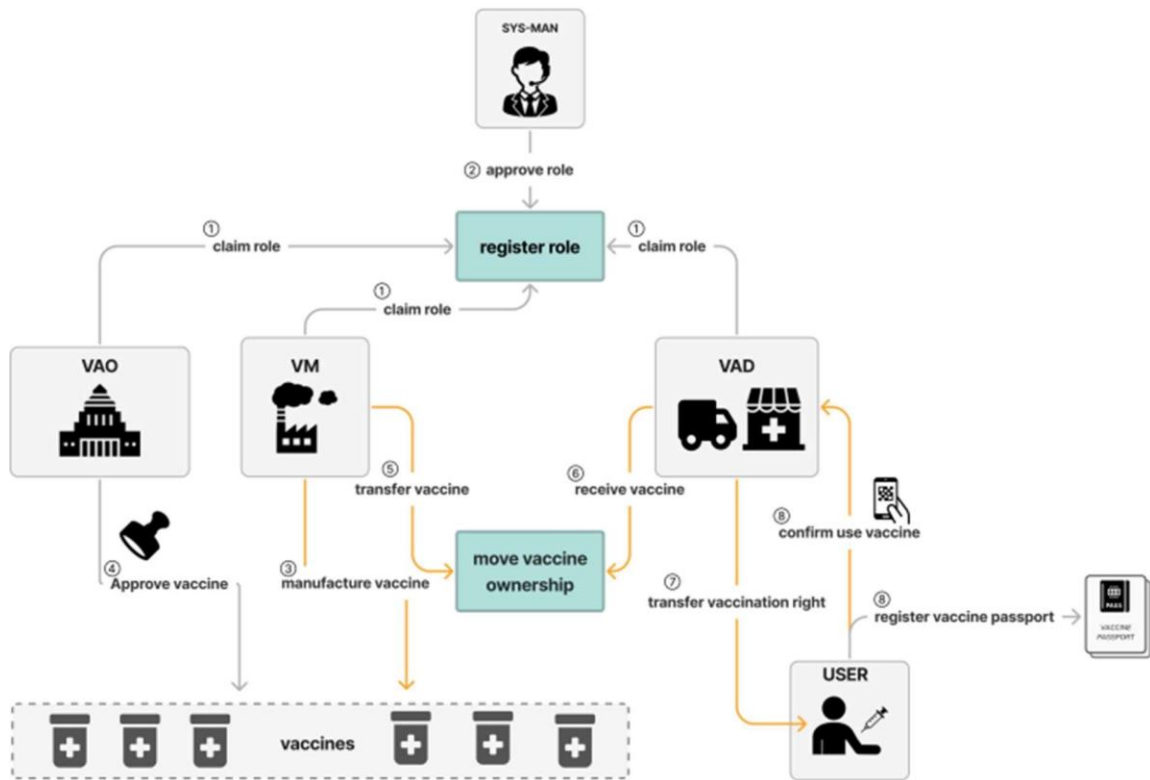 SYS-MAN
② approve role
① claim role
register role
① claim role
① claim role
VAO
VM
VAD
⑤ transfer vaccine
⑥ receive vaccine
⑧ confirm use vaccine
④ Approve vaccine
③ manufacture vaccine
move vaccine
ownership
⑦ transfer vaccination right
⑧ register vaccine passport
PASS
VACCINE
PASSPORT
USER
vaccines